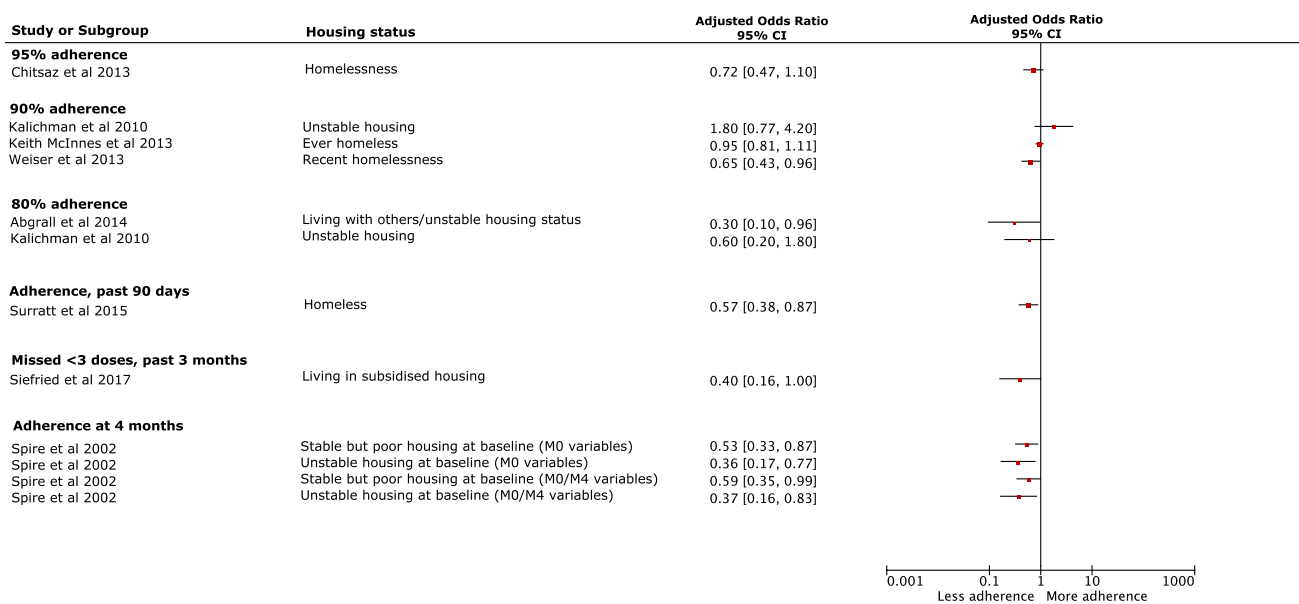 Study or Subgroup Housing status Adjusted Odds Ratio 95% CI Adjusted Odds Ratio 95% CI
95% adherence
Chitsaz et al 2013 Homelessness 0.72 [0.47, 1.10]
90% adherence
Kalichman et al 2010 Unstable housing 1.80 [0.77, 4.20]
Keith McInnes et al 2013 Ever homeless 0.95 [0.81, 1.11]
Weiser et al 2013 Recent homelessness 0.65 [0.43, 0.96]
80% adherence
Abgrall et al 2014 Living with others/unstable housing status 0.30 [0.10, 0.96]
Kalichman et al 2010 Unstable housing 0.60 [0.20, 1.80]
Adherence, past 90 days
Surratt et al 2015 Homeless 0.57 [0.38, 0.87]
Missed <3 doses, past 3 months
Siefried et al 2017 Living in subsidised housing 0.40 [0.16, 1.00]
Adherence at 4 months
Spire et al 2002 Stable but poor housing at baseline (M0 variables) 0.53 [0.33, 0.87]
Spire et al 2002 Unstable housing at baseline (M0 variables) 0.36 [0.17, 0.77]
Spire et al 2002 Stable but poor housing at baseline (M0/M4 variables) 0.59 [0.35, 0.99]
Spire et al 2002 Unstable housing at baseline (M0/M4 variables) 0.37 [0.16, 0.83]
0.001 0.1 1 10 1000
Less adherence More adherence